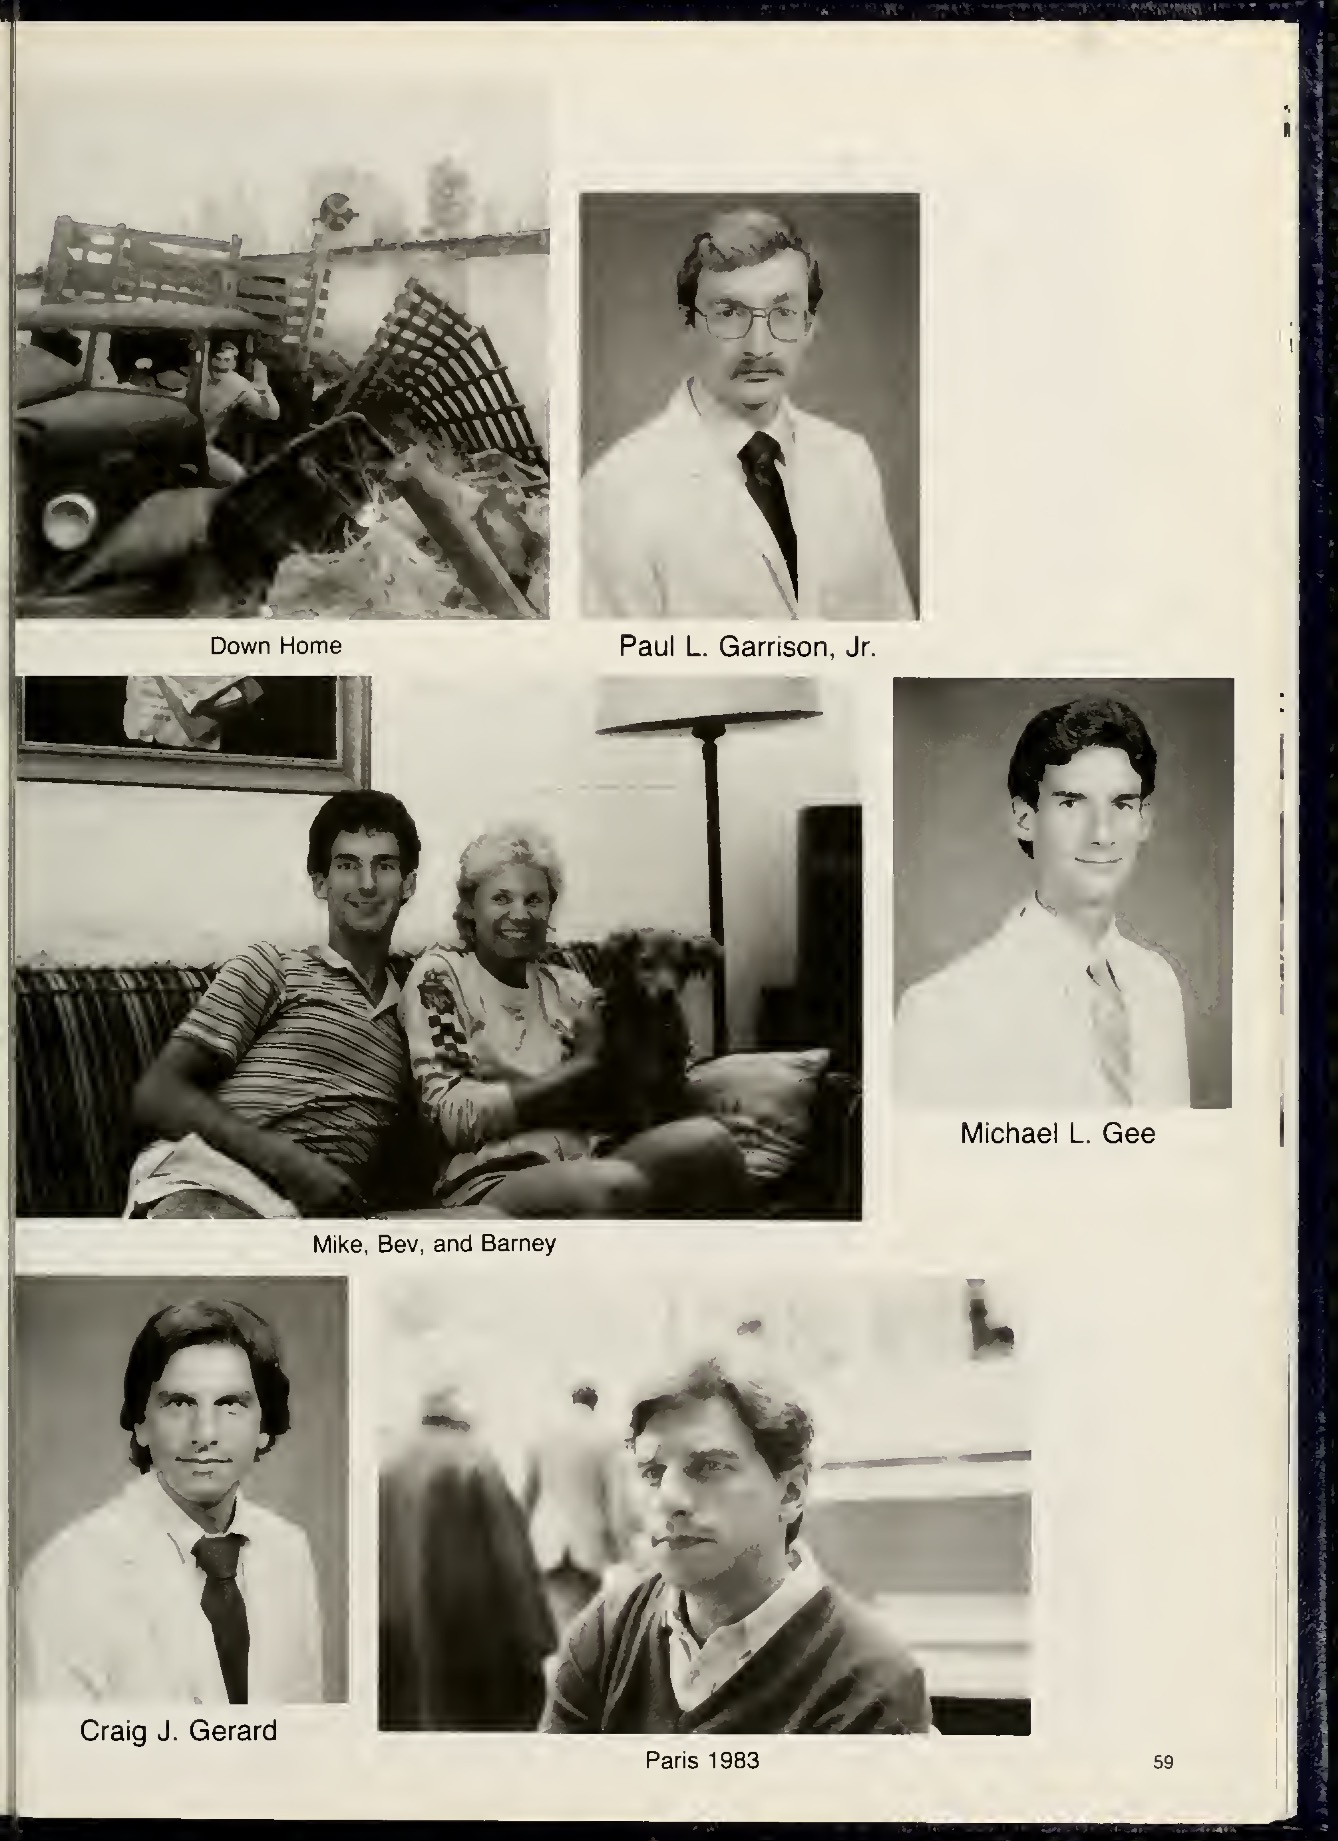 Down Home
Paul L. Garrison, Jr.
Michael L. Gee
Mike, Bev, and Barney
Craig J. Gerard
Paris 1983
59